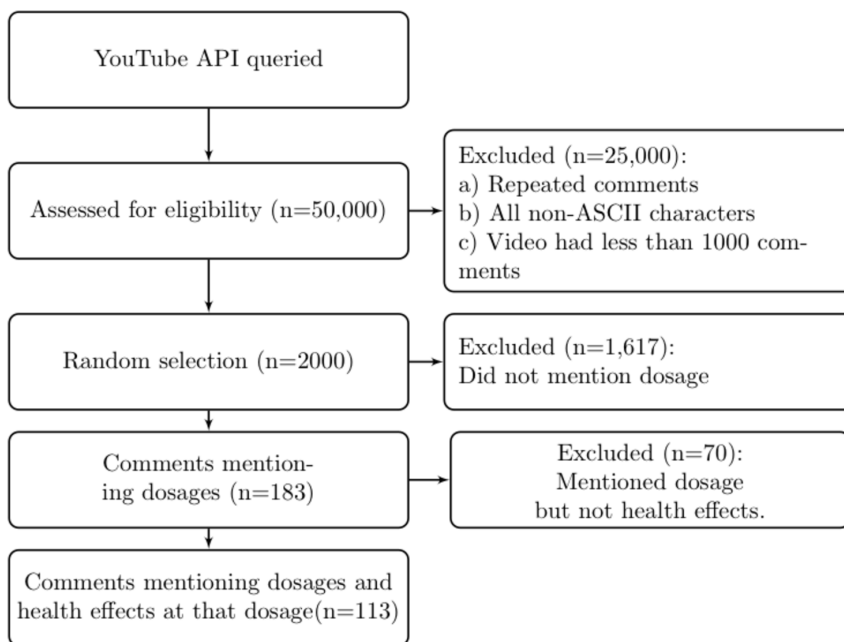 YouTube API queried
Assessed for eligibility (n=50,000)
Excluded (n=25,000):
a) Repeated comments
b) All non-ASCII characters
c) Video had less than 1000 com-
ments
Random selection (n=2000)
Excluded (n=1,617):
Did not mention dosage
Comments mention-
ing dosages (n=183)
Excluded (n=70):
Mentioned dosage
but not health effects.
Comments mentioning dosages and
health effects at that dosage(n=113)